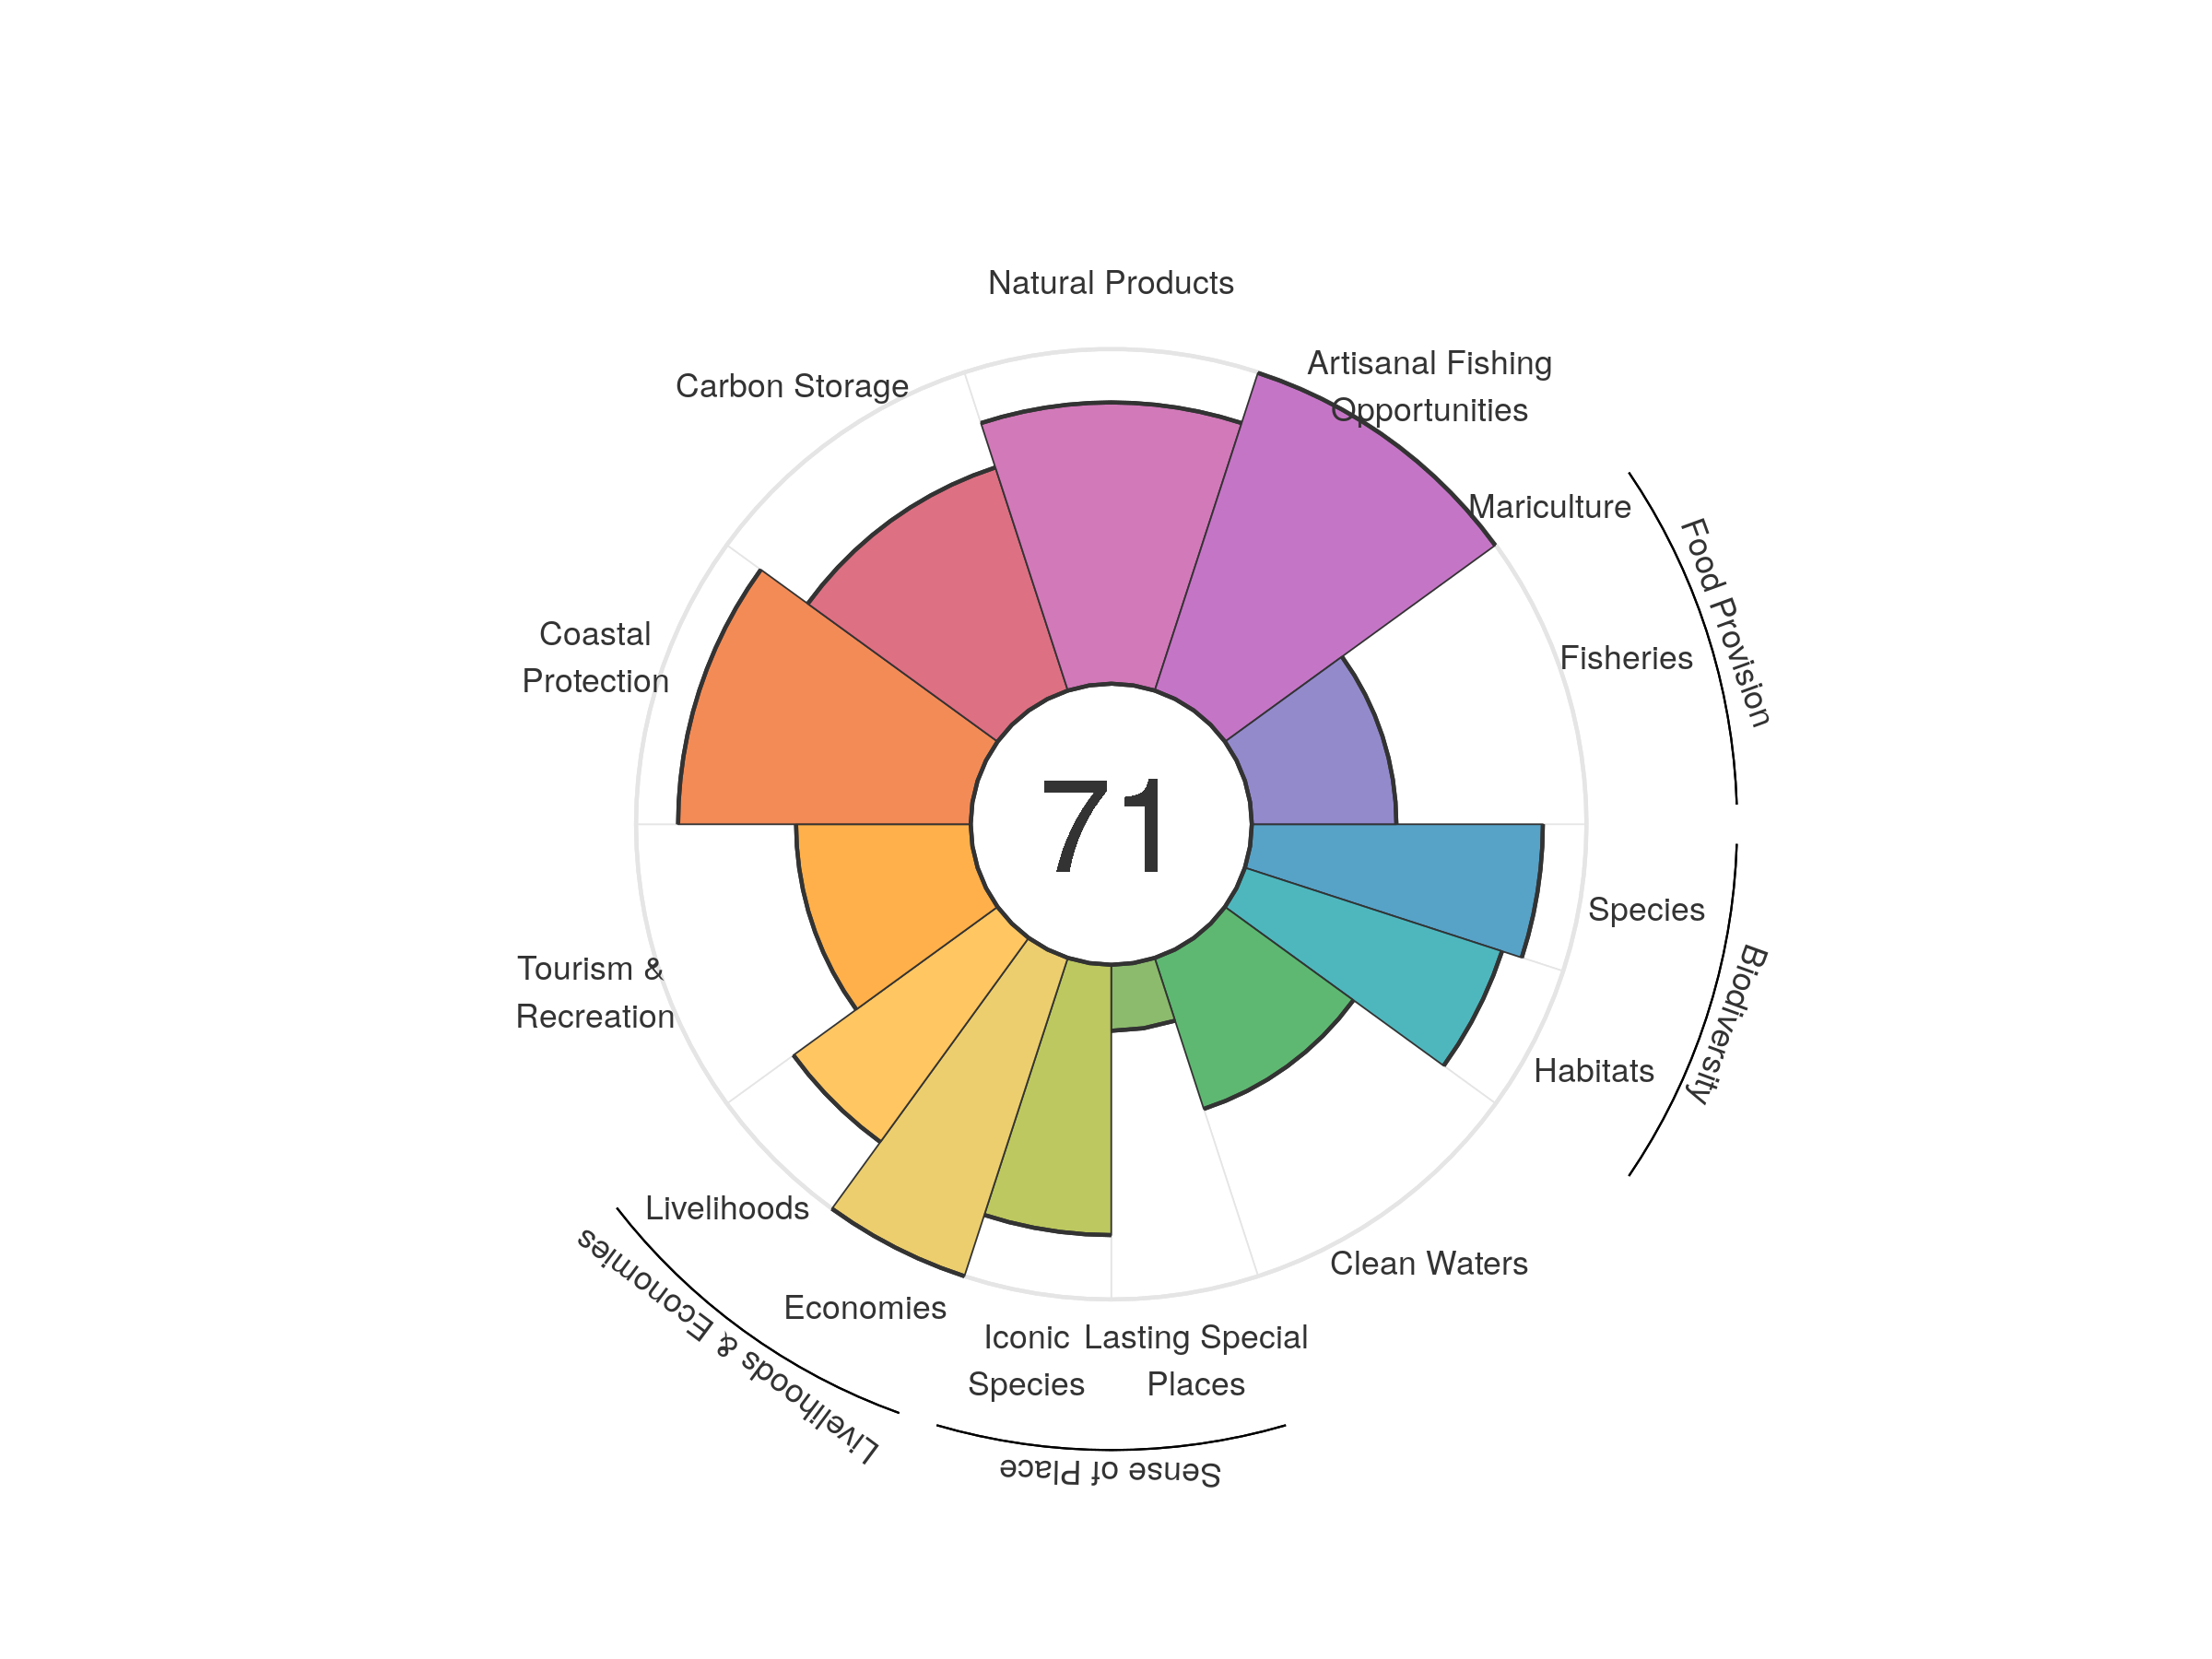 Natural Products
Artisanal Fishing
Opportunities
Carbon Storage
Mariculture
Food Provision
Fisheries
Coastal
Protection
71
Species
Biodiversity
Tourism &
Recreation
Habitats
Livelihoods
Livelihoods & Economies
Clean Waters
Economies
Iconic
Species
Lasting Special
Places
Sense of Place